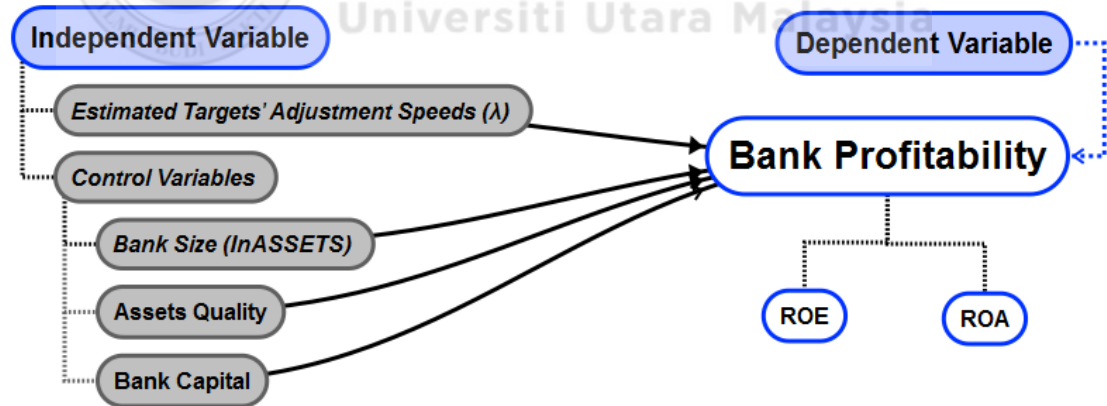 Universiti Utara Malaysia
Independent Variable
Dependent Variable
Estimated Targets' Adjustment Speeds (λ)
Bank Profitability
Control Variables
Bank Size (InASSETS)
Assets Quality
ROE
ROA
Bank Capital